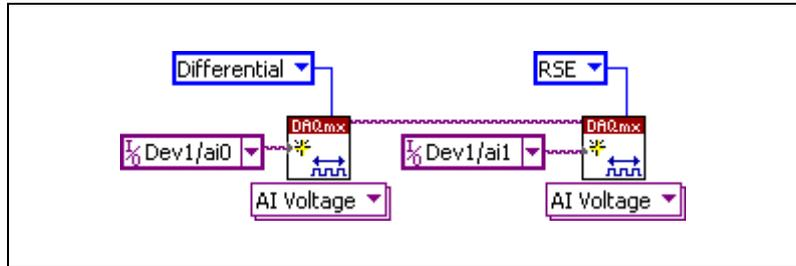 Differential RSE
DAQmx DAQmx
I/O Dev1/ai0 I/O Dev1/ai1
AI Voltage AI Voltage